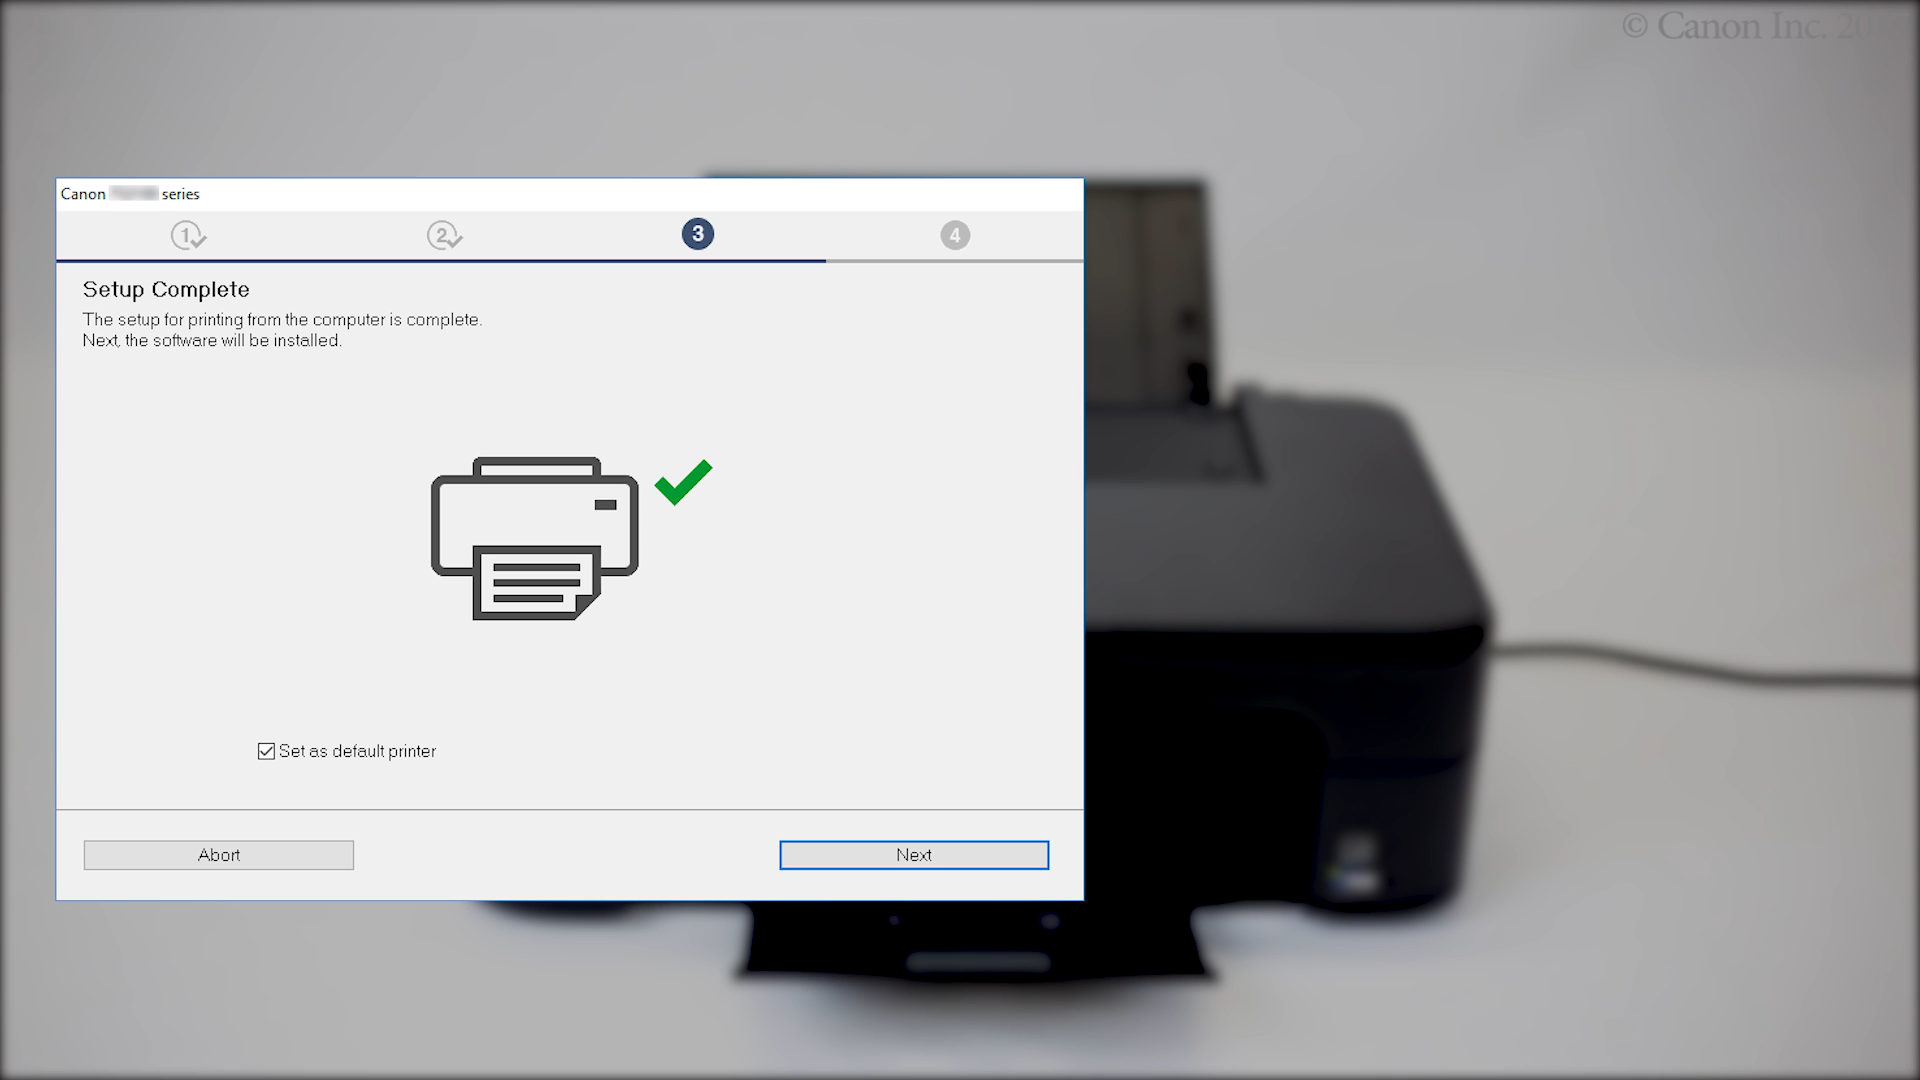 © Canon Inc.
Canon series
1 2 3 4
Setup Complete
The setup for printing from the computer is complete.
Next, the software will be installed.
Set as default printer
Abort Next